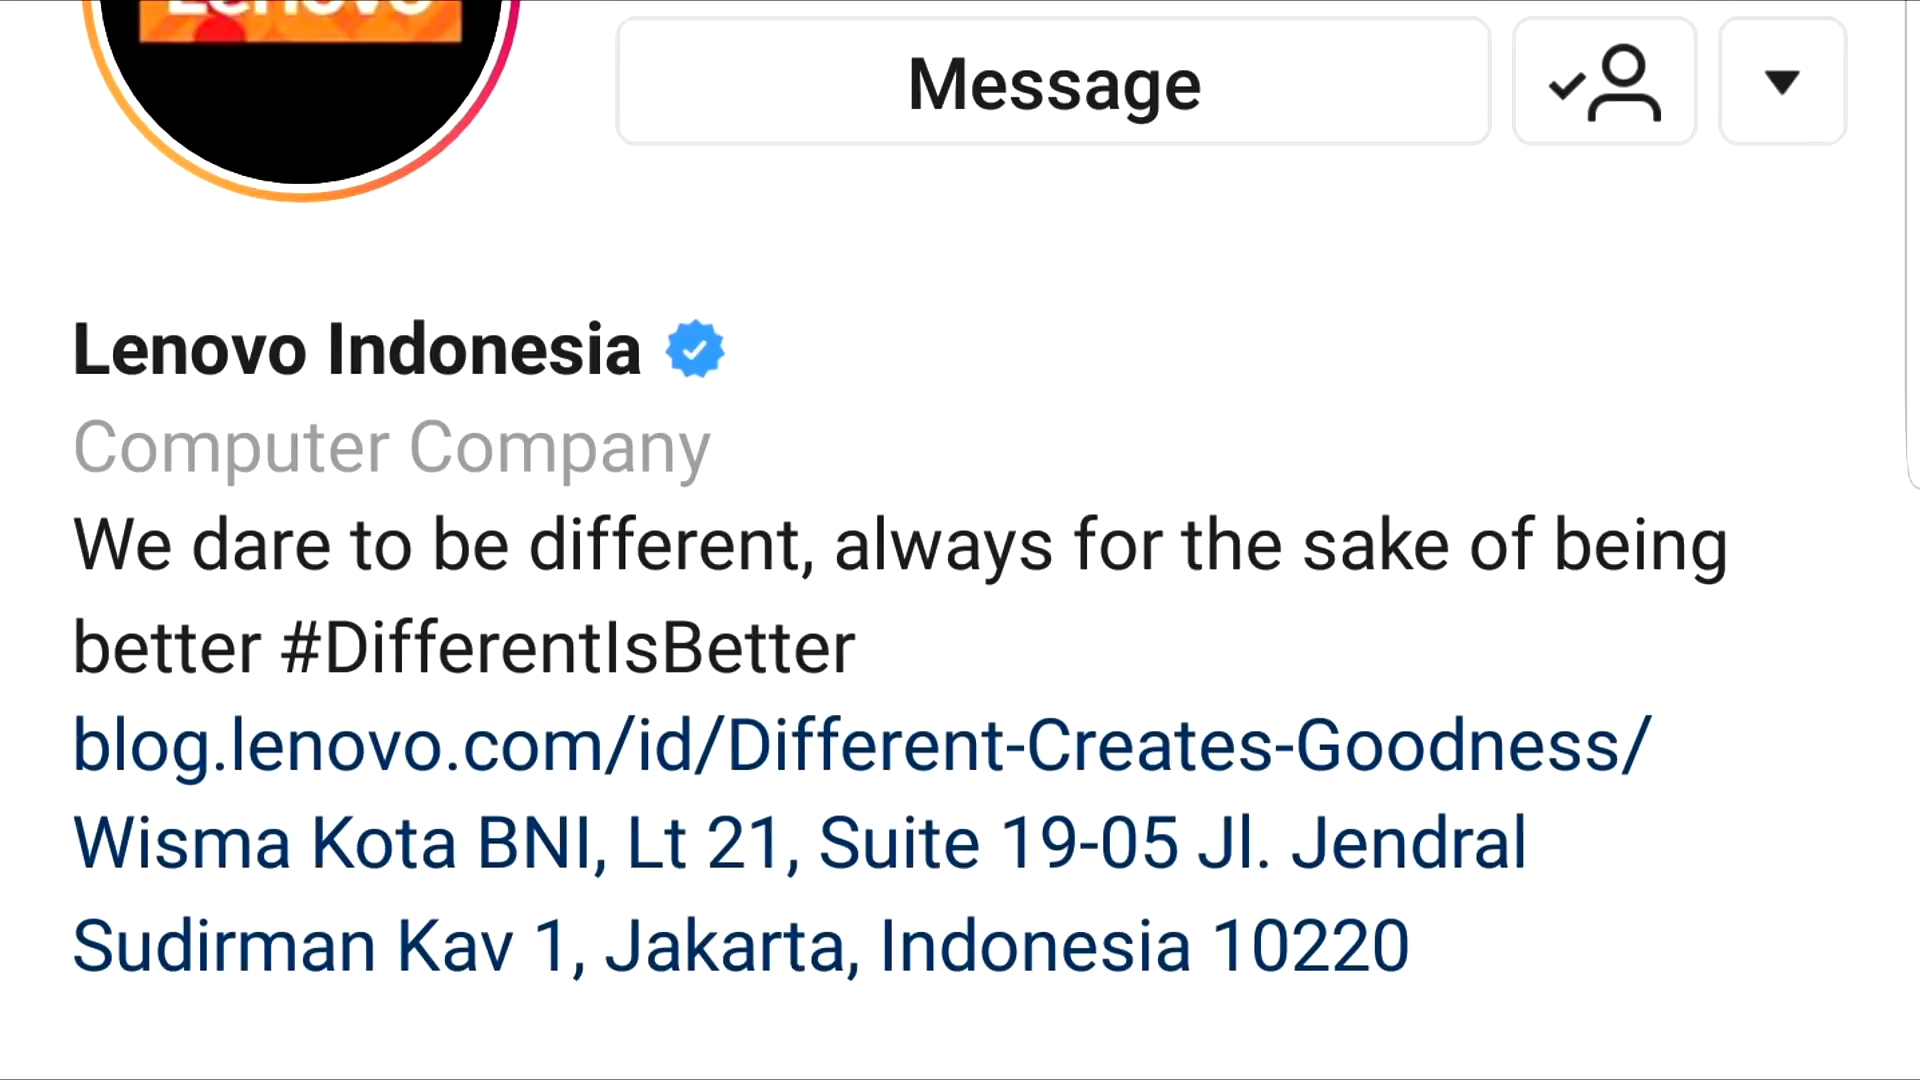 Lenovo
Message
Lenovo Indonesia
Computer Company
We dare to be different, always for the sake of being
better #DifferentIsBetter
blog.lenovo.com/id/Different-Creates-Goodness/
Wisma Kota BNI, Lt 21, Suite 19-05 Jl. Jendral
Sudirman Kav 1, Jakarta, Indonesia 10220